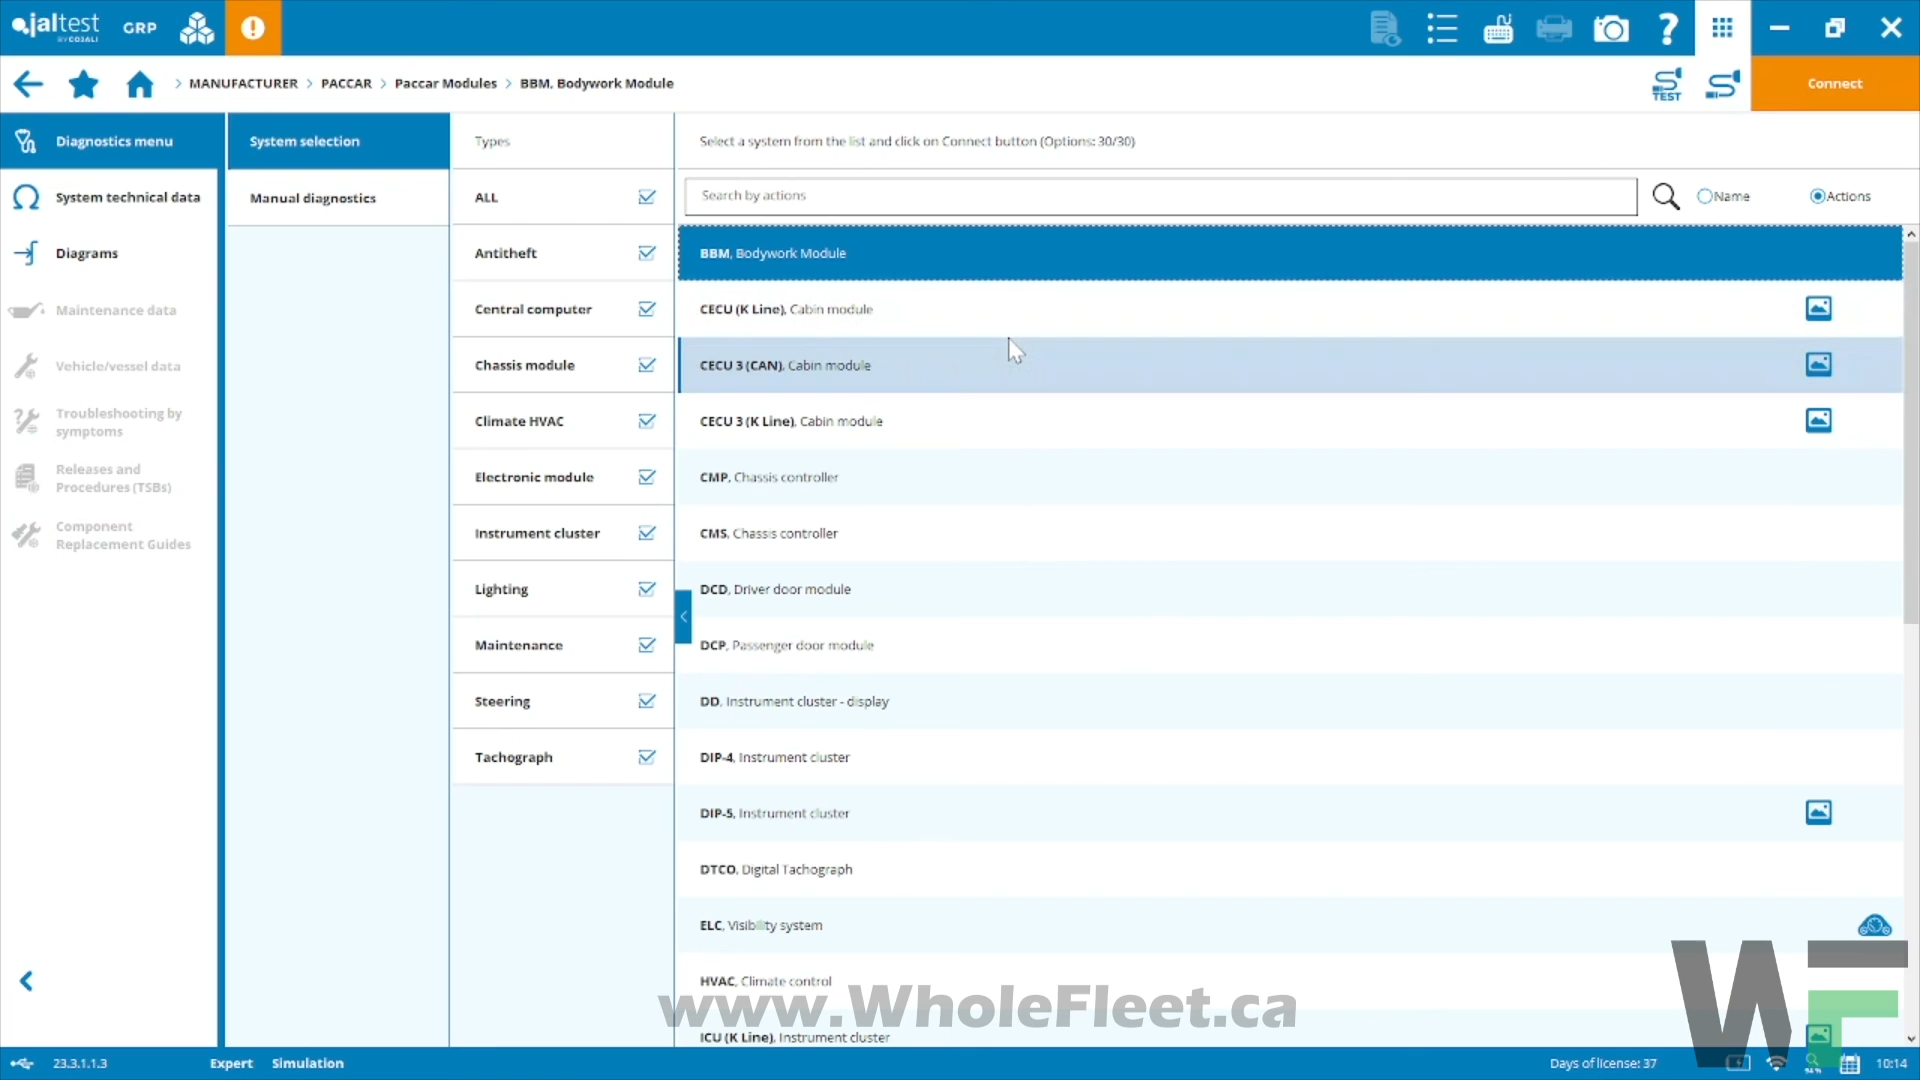 jaltest
BY COJALI
GRP
MANUFACTURER > PACCAR > Paccar Modules > BBM, Bodywork Module
TEST
Connect
Diagnostics menu
System technical data
Diagrams
Maintenance data
Vehicle/vessel data
Troubleshooting by
symptoms
Releases and
Procedures (TSBs)
Component
Replacement Guides
System selection
Manual diagnostics
Types
ALL
Antitheft
Central computer
Chassis module
Climate HVAC
Electronic module
Instrument cluster
Lighting
Maintenance
Steering
Tachograph
Select a system from the list and click on Connect button (Options: 30/30)
Search by actions
Name
Actions
BBM, Bodywork Module
CECU (K Line), Cabin module
CECU 3 (CAN), Cabin module
CECU 3 (K Line), Cabin module
CMP, Chassis controller
CMS, Chassis controller
DCD, Driver door module
DCP, Passenger door module
DD, Instrument cluster - display
DIP-4, Instrument cluster
DIP-5, Instrument cluster
DTCO, Digital Tachograph
ELC, Visibility system
HVAC, Climate control
ICU (K Line), Instrument cluster
www.WholeFleet.ca
WF
23.3.1.1.3
Expert
Simulation
Days of license: 37
94 %
10:14